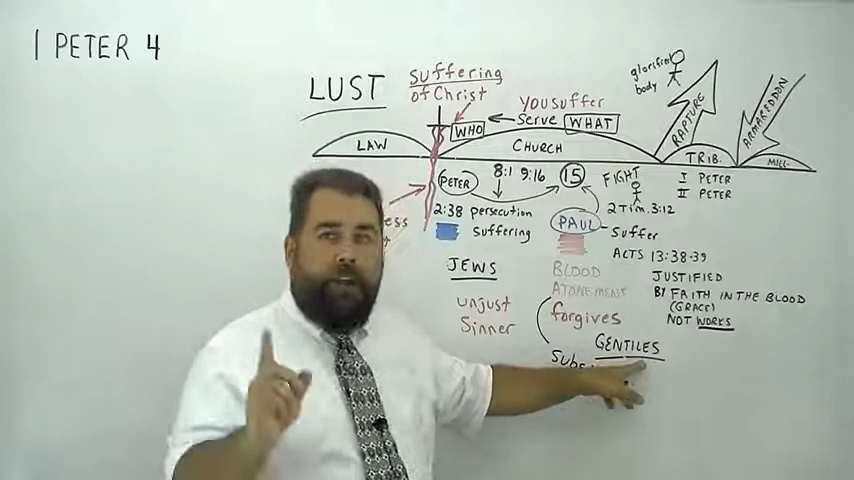 1 PETER 4
LUST
suffering
of Christ
you suffer
Serve WHAT
WHO
glorified
body
RAPTURE
ARMAGEDDON
LAW
CHURCH
TRIB.
MILL.
PETER
8:1 9:16
15
FIGHT
I PETER
II PETER
2:38 persecution
suffering
PAUL - Suffer
2 Tim. 3:12
ACTS 13:38-39
JEWS
unjust
Sinner
BLOOD
ATONEMENT
forgives
JUSTIFIED
BY FAITH IN THE BLOOD
(GRACE)
NOT WORKS
GENTILES